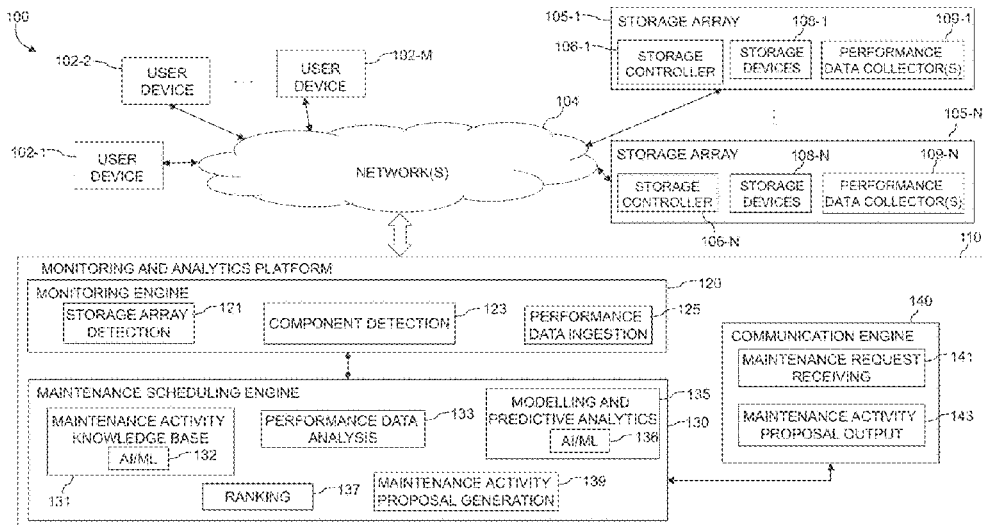 100
102-2
USER
DEVICE
...
USER
DEVICE
102-M
102-1
USER
DEVICE
104
NETWORK(S)
105-1
STORAGE ARRAY
108-1
109-1
STORAGE
CONTROLLER
STORAGE
DEVICES
PERFORMANCE
DATA COLLECTOR(S)
105-N
STORAGE ARRAY
108-N
109-N
STORAGE
CONTROLLER
STORAGE
DEVICES
PERFORMANCE
DATA COLLECTOR(S)
106-N
110
MONITORING AND ANALYTICS PLATFORM
120
MONITORING ENGINE
STORAGE ARRAY
DETECTION
121
COMPONENT DETECTION
123
PERFORMANCE
DATA INGESTION
125
MAINTENANCE SCHEDULING ENGINE
MAINTENANCE ACTIVITY
KNOWLEDGE BASE
AI/ML
132
131
PERFORMANCE DATA
ANALYSIS
133
MODELLING AND
PREDICTIVE ANALYTICS
AI/ML
136
135
130
RANKING
137
MAINTENANCE ACTIVITY
PROPOSAL GENERATION
139
140
COMMUNICATION ENGINE
MAINTENANCE REQUEST
RECEIVING
141
MAINTENANCE ACTIVITY
PROPOSAL OUTPUT
143